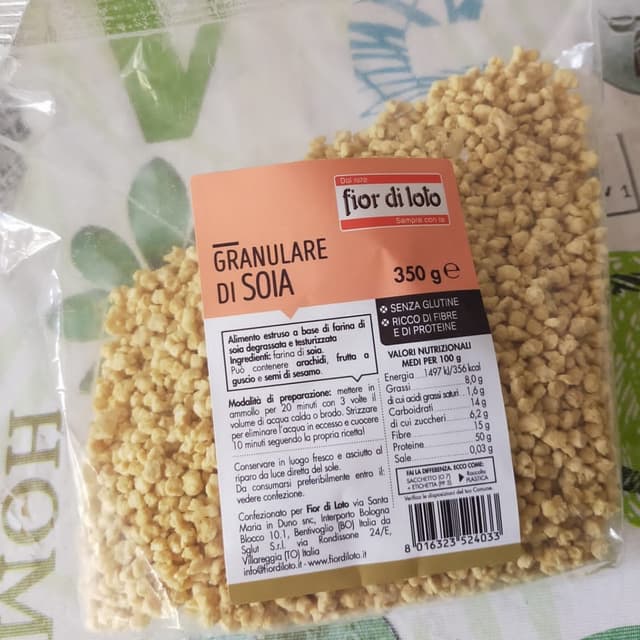 Dal 1972
fior di loto
Sempre con te
GRANULARE
DI SOIA
350 g e
SENZA GLUTINE
RICCO DI FIBRE
E DI PROTEINE
Alimento estruso a base di farina di
soia degrassata e testurizzata
Ingredienti: farina di soia.
Può contenere arachidi, frutta a
guscio e semi di sesamo.
Modalità di preparazione: mettere in
ammollo per 20 minuti con 3 volte il
volume di acqua calda o brodo. Strizzare
per eliminare l'acqua in eccesso e cuocere
10 minuti seguendo la propria ricetta!
Conservare in luogo fresco e asciutto al
riparo da luce diretta del sole.
Da consumarsi preferibilmente entro il:
vedere confezione.
Confezionato per Fior di Loto via Santa
Maria in Duno snc, Interporto Bologna
Blocco 10.1, Bentivoglio (BO) Italia da
Salut S.r.l. via Rondissone 24/E,
Villareggia (TO) Italia
info@fiordiloto.it - www.fiordiloto.it
VALORI NUTRIZIONALI
MEDI PER 100 g
Energia 1497 kJ/356 kcal
Grassi 8,0 g
di cui acidi grassi saturi 1,6 g
Carboidrati 14 g
di cui zuccheri 6,2 g
Fibre 15 g
Proteine 50 g
Sale 0,03 g
FAI LA DIFFERENZA. ECCO COME:
SACCHETTO (O 7)
+ ETICHETTA (PP 5)
Raccolta
PLASTICA
Verifica le disposizioni del tuo Comune.
8 016323 524033
HOM